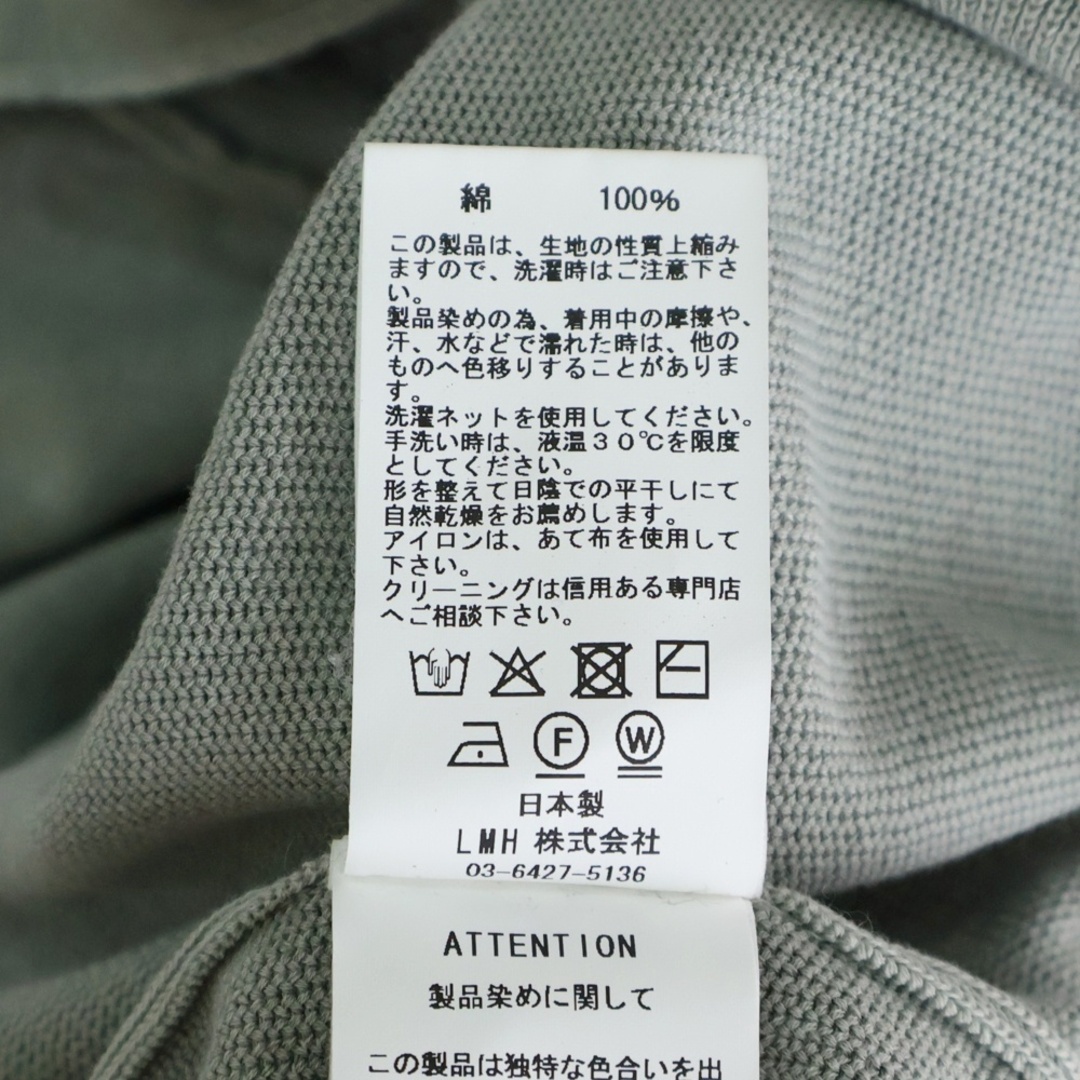 綿 100%
この製品は、生地の性質上縮み
ますので、洗濯時はご注意下さ
い。
製品染めの為、着用中の摩擦や、
汗、水などで濡れた時は、他の
ものへ色移りすることがありま
す。
洗濯ネットを使用してください。
手洗い時は、液温30℃を限度
としてください。
形を整えて日陰での平干しにて
自然乾燥をお薦めします。
アイロンは、あて布を使用して
下さい。
クリーニングは信用ある専門店
へご相談下さい。
F W
日本製
LMH 株式会社
03-6427-5136
ATTENTION
製品染めに関して
この製品は独特な色合いを出